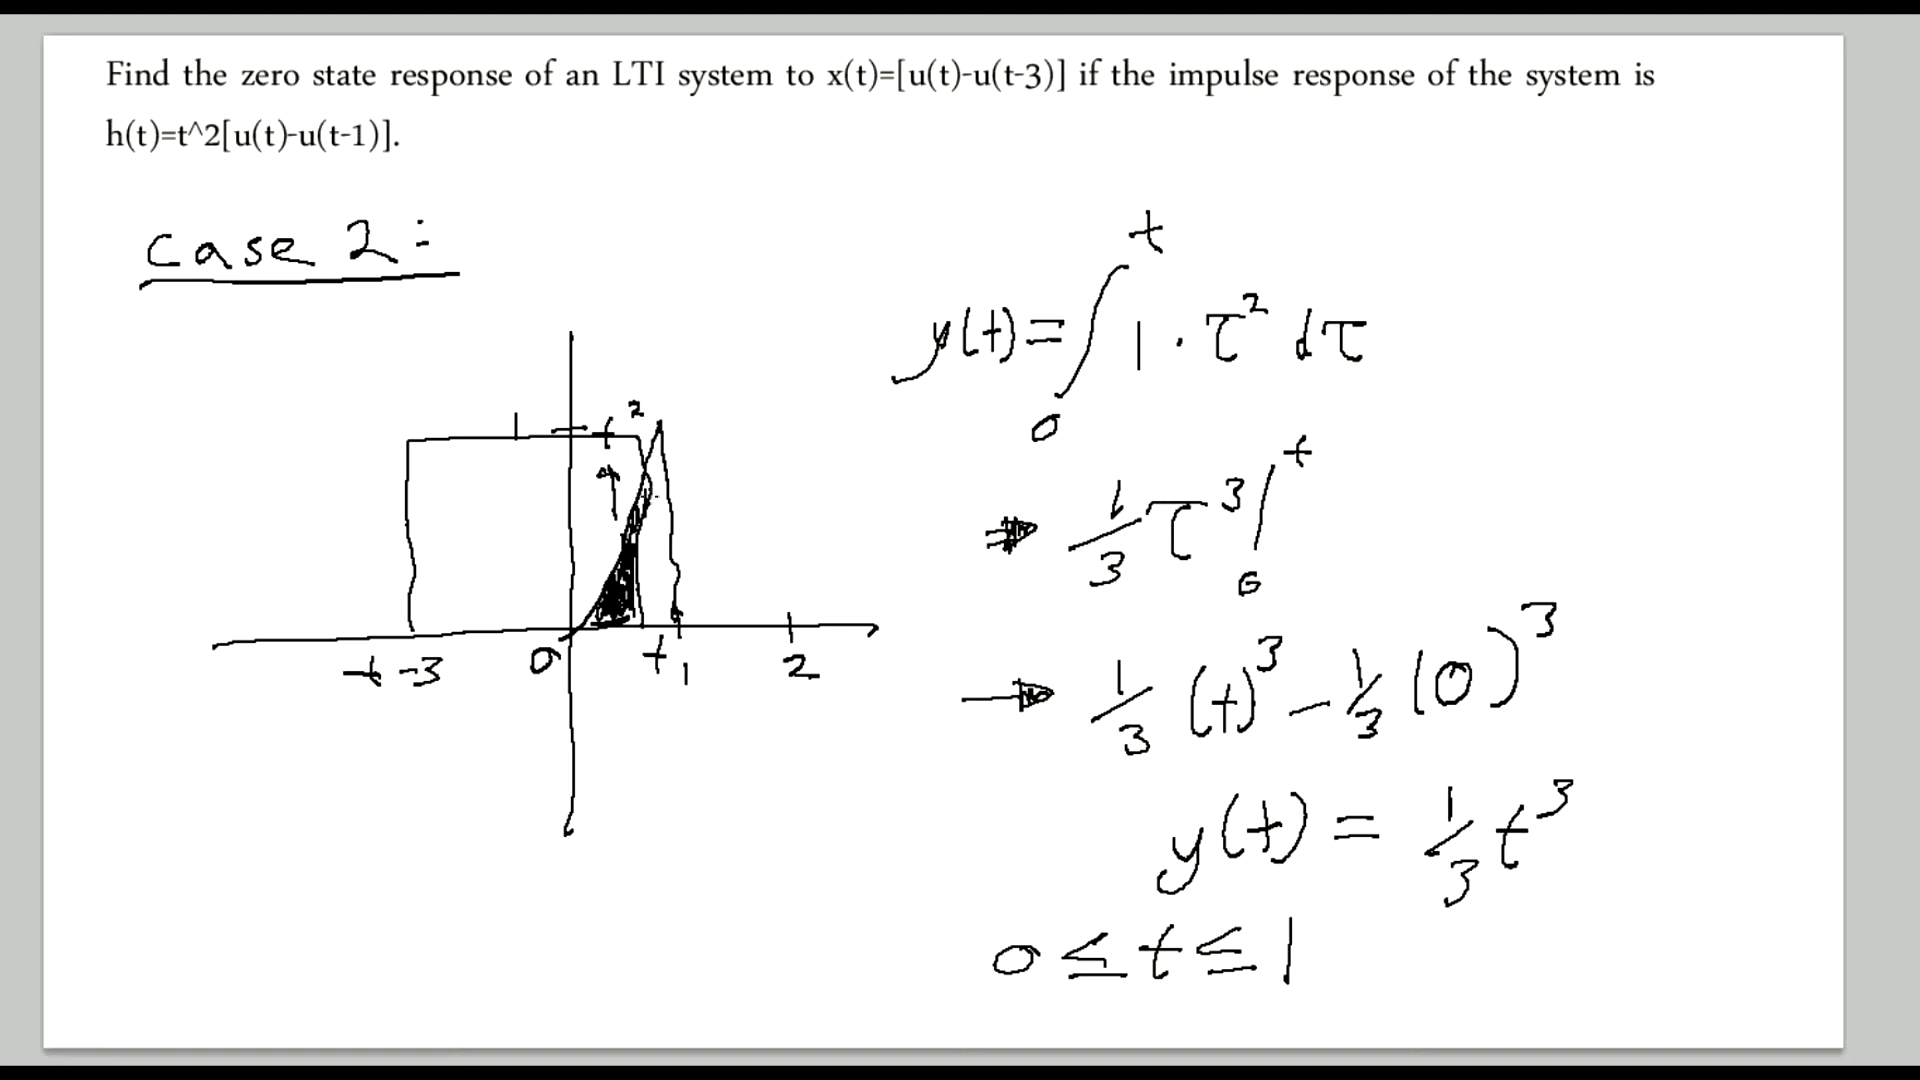 Find the zero state response of an LTI system to x(t)=[u(t)-u(t-3)] if the impulse response of the system is
h(t)=t^2[u(t)-u(t-1)].
Case 2:
y(t) = ∫₀ᵗ 1 · τ² dτ
1 t²
⇒ 1/3 τ³ |₀ᵗ
t-3 0 t 1 2
→ 1/3 (t)³ - 1/3 (0)³
y(t) = 1/3 t³
0 ≤ t ≤ 1